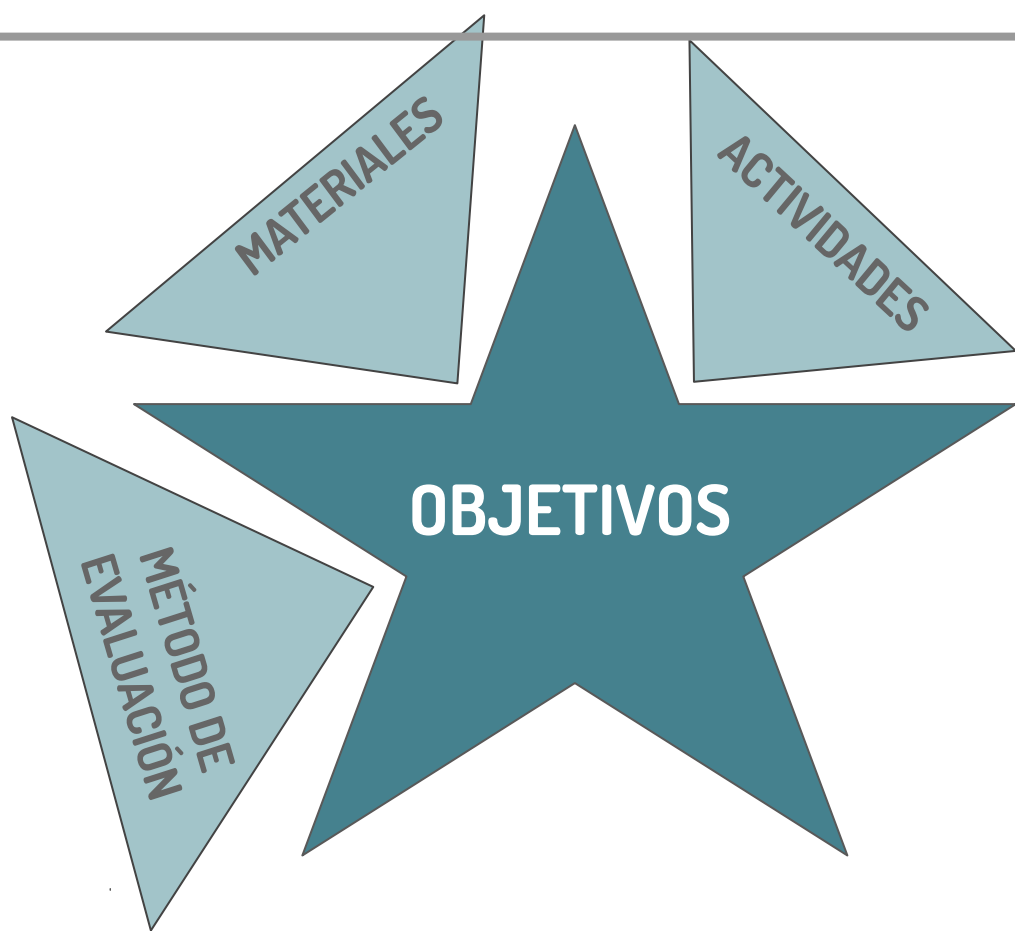 MATERIALES
ACTIVIDADES
OBJETIVOS
MÉTODO DE
EVALUACIÓN